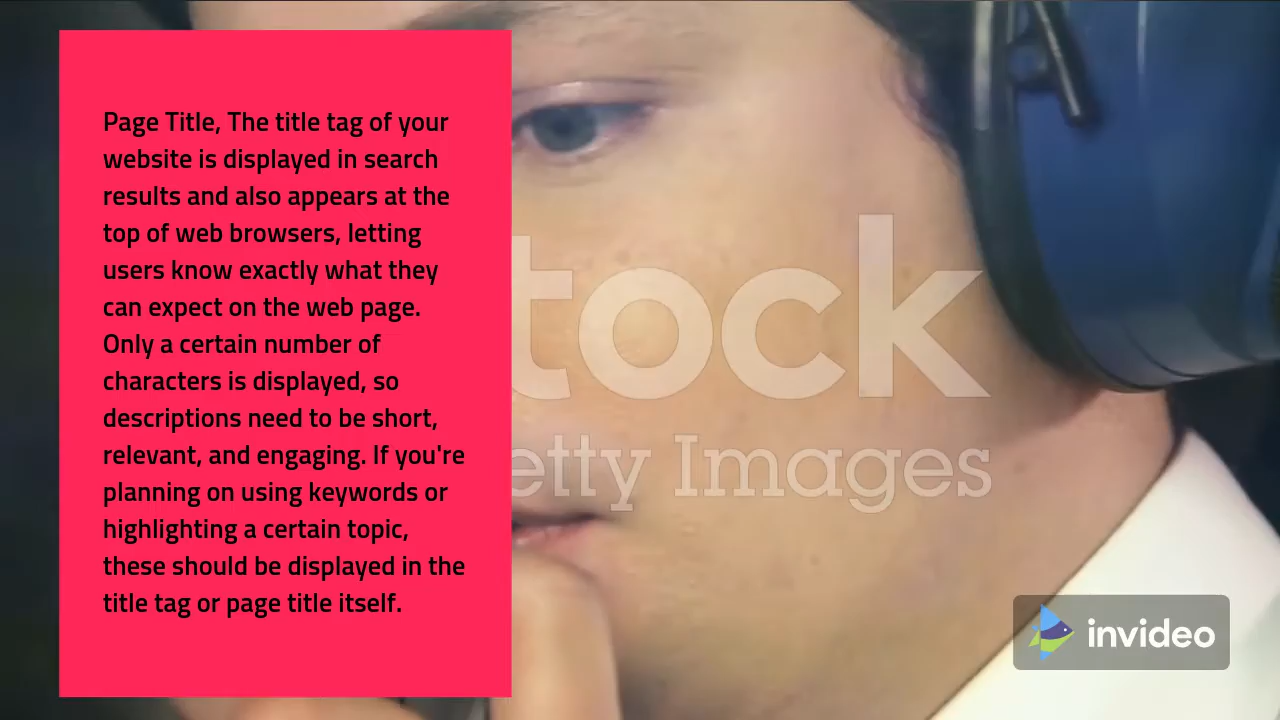 Page Title, The title tag of your
website is displayed in search
results and also appears at the
top of web browsers, letting
users know exactly what they
can expect on the web page.
Only a certain number of
characters is displayed, so
descriptions need to be short,
relevant, and engaging. If you're
planning on using keywords or
highlighting a certain topic,
these should be displayed in the
title tag or page title itself.
tock
etty Images
invideo